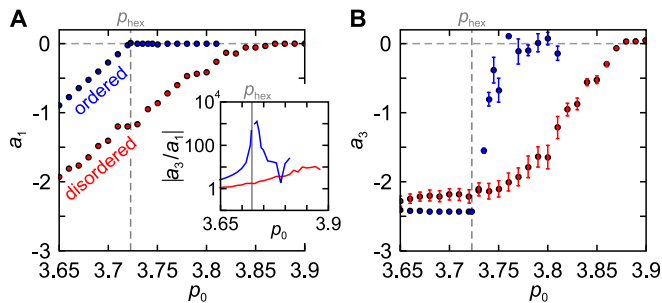 A
p_hex
0
-1
-2
-3
a_1
ordered
disordered
3.65 3.7 3.75 3.8 3.85 3.9
p_0
p_hex
10^4
100
1
|a_3/a_1|
3.65 3.9
p_0
B
p_hex
0
-1
-2
-3
a_3
3.65 3.7 3.75 3.8 3.85 3.9
p_0